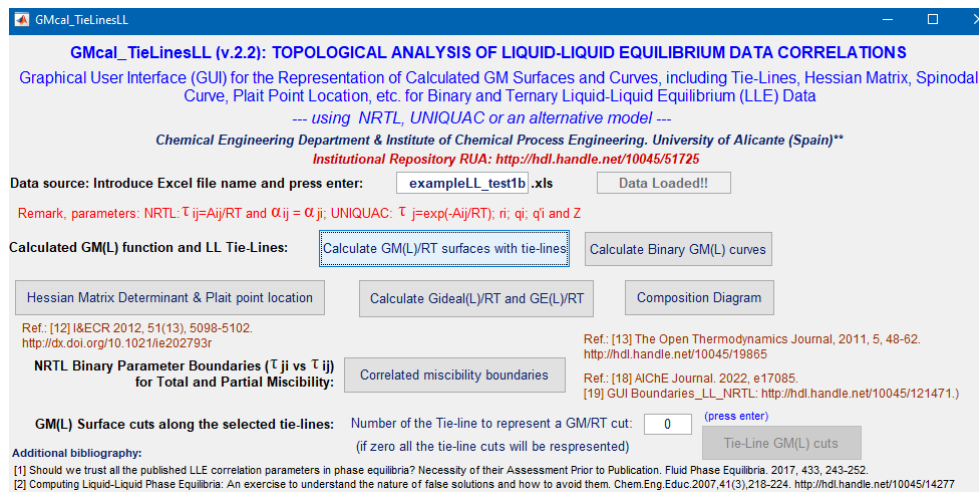 GMcal_TieLinesLL
GMcal_TieLinesLL (v.2.2): TOPOLOGICAL ANALYSIS OF LIQUID-LIQUID EQUILIBRIUM DATA CORRELATIONS
Graphical User Interface (GUI) for the Representation of Calculated GM Surfaces and Curves, including Tie-Lines, Hessian Matrix, Spinodal
Curve, Plait Point Location, etc. for Binary and Ternary Liquid-Liquid Equilibrium (LLE) Data
--- using NRTL, UNIQUAC or an alternative model ---
Chemical Engineering Department & Institute of Chemical Process Engineering. University of Alicante (Spain)**
Institutional Repository RUA: http://hdl.handle.net/10045/51725
Data source: Introduce Excel file name and press enter: exampleLL_test1b .xls Data Loaded!!
Remark, parameters: NRTL: τ ij=Aij/RT and α ij = α ji; UNIQUAC: τ j=exp(-Aij/RT); ri; qi; q'i and Z
Calculated GM(L) function and LL Tie-Lines: Calculate GM(L)/RT surfaces with tie-lines Calculate Binary GM(L) curves
Hessian Matrix Determinant & Plait point location Calculate Gideal(L)/RT and GE(L)/RT Composition Diagram
Ref.: [12] I&ECR 2012, 51(13), 5098-5102.
http://dx.doi.org/10.1021/ie202793r
Ref.: [13] The Open Thermodynamics Journal, 2011, 5, 48-62.
http://hdl.handle.net/10045/19865
NRTL Binary Parameter Boundaries (τ ji vs τ ij)
for Total and Partial Miscibility:
Correlated miscibility boundaries
Ref.: [18] AIChE Journal. 2022, e17085.
[19] GUI Boundaries_LL_NRTL: http://hdl.handle.net/10045/121471.)
GM(L) Surface cuts along the selected tie-lines: Number of the Tie-line to represent a GM/RT cut: 0 (press enter)
(if zero all the tie-line cuts will be respresented)
Tie-Line GM(L) cuts
Additional bibliography:
[1] Should we trust all the published LLE correlation parameters in phase equilibria? Necessity of their Assessment Prior to Publication. Fluid Phase Equilibria. 2017, 433, 243-252.
[2] Computing Liquid-Liquid Phase Equilibria: An exercise to understand the nature of false solutions and how to avoid them. Chem.Eng.Educ.2007,41(3),218-224. http://hdl.handle.net/10045/14277